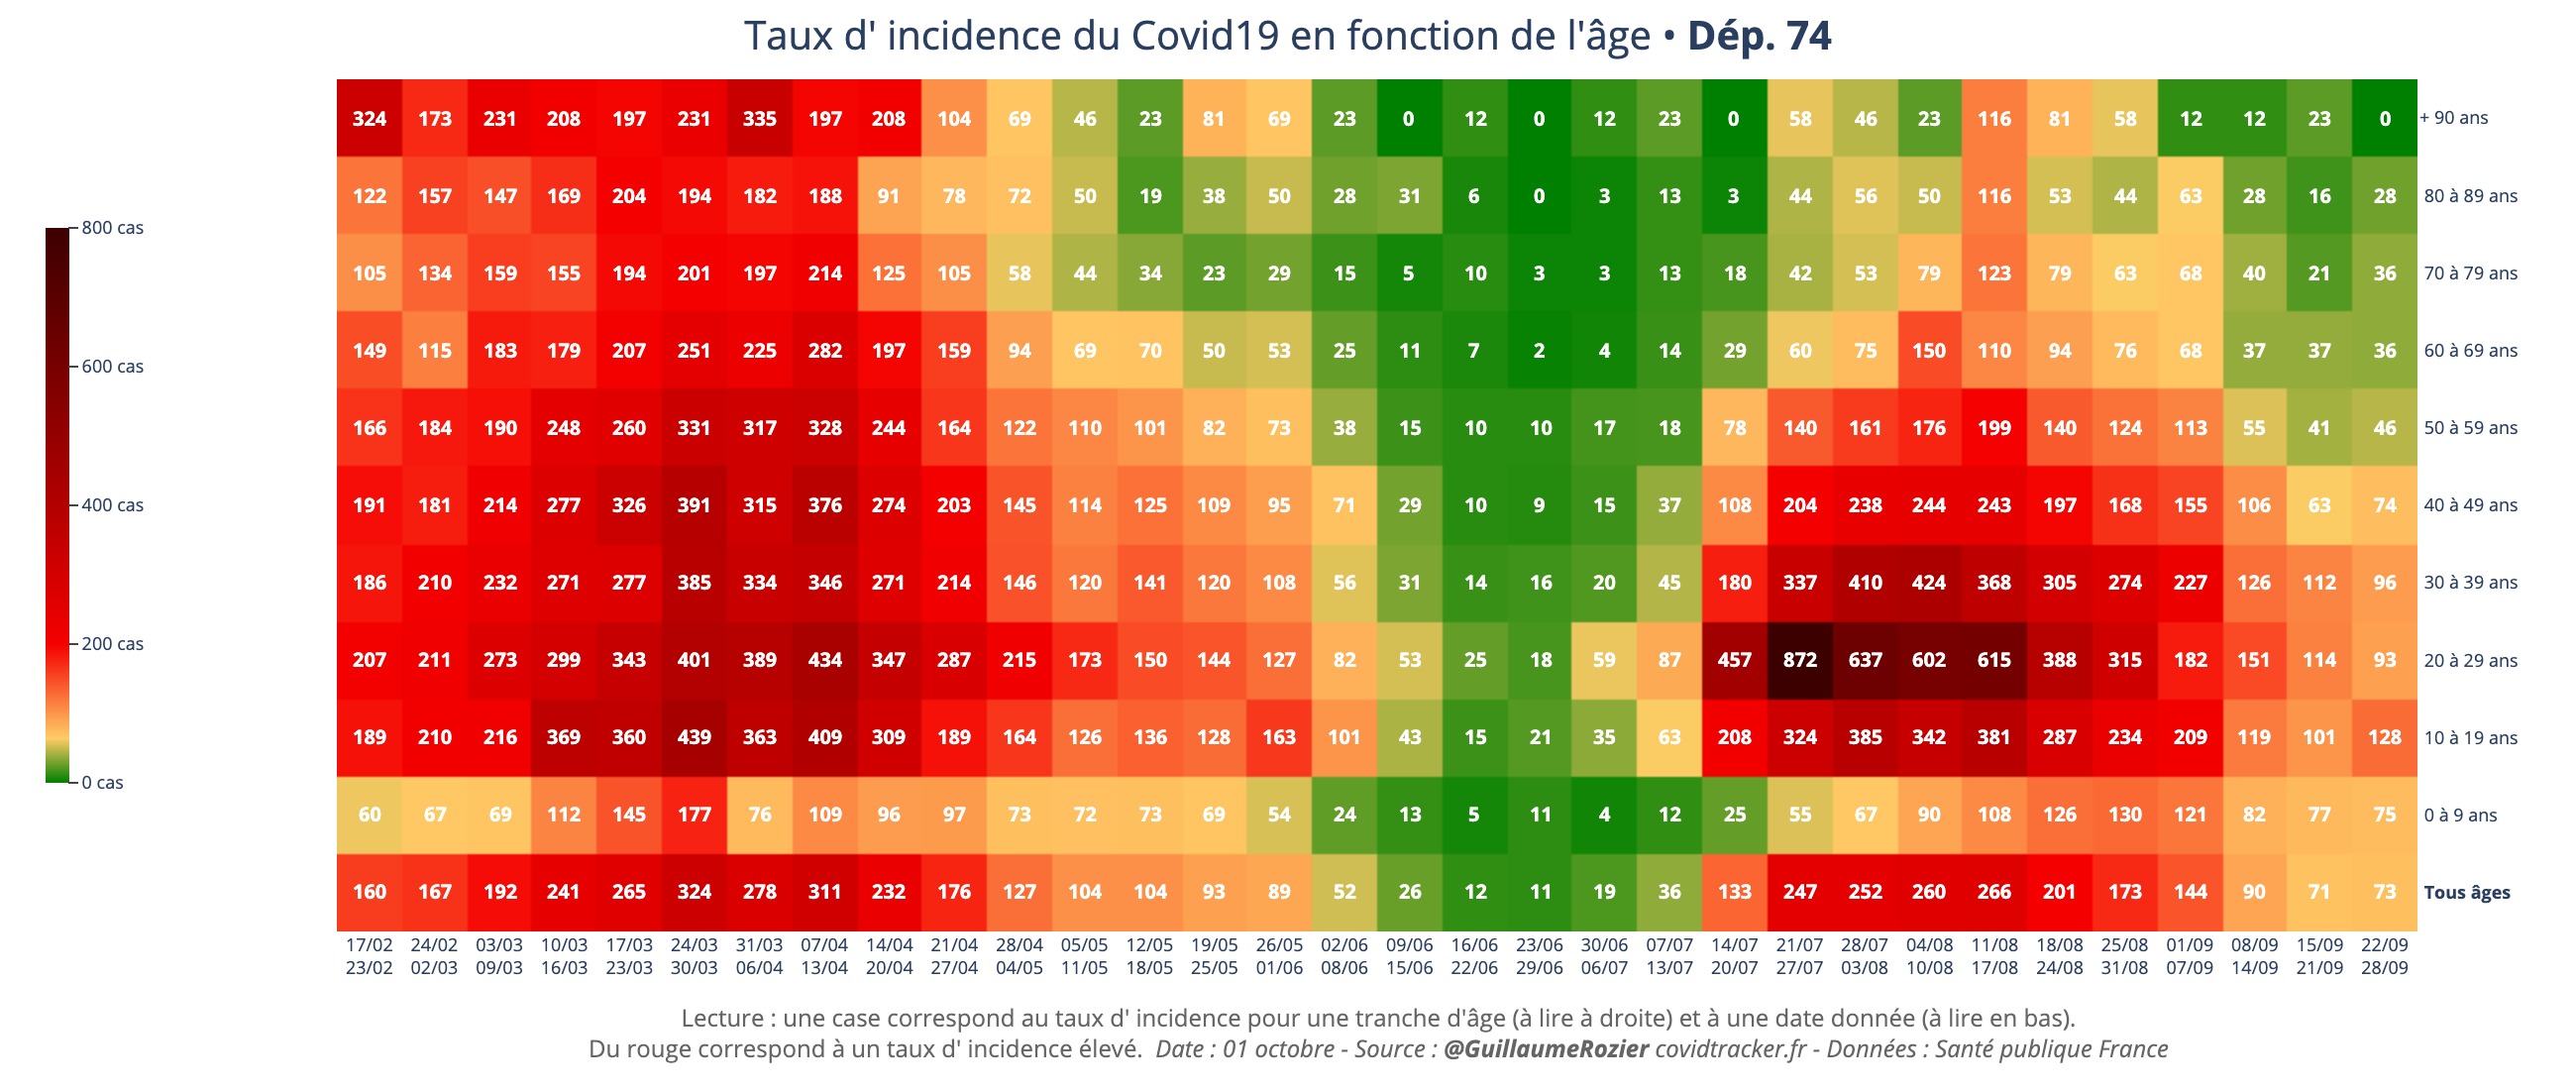 Taux d' incidence du Covid19 en fonction de l'âge • Dép. 74
800 cas
600 cas
400 cas
200 cas
0 cas
324 173 231 208 197 231 335 197 208 104 69 46 23 81 69 23 0 12 0 12 23 0 58 46 23 116 81 58 12 12 23 0 + 90 ans
122 157 147 169 204 194 182 188 91 78 72 50 19 38 50 28 31 6 0 3 13 3 44 56 50 116 53 44 63 28 16 28 80 à 89 ans
105 134 159 155 194 201 197 214 125 105 58 44 34 23 29 15 5 10 3 3 13 18 42 53 79 123 79 63 68 40 21 36 70 à 79 ans
149 115 183 179 207 251 225 282 197 159 94 69 70 50 53 25 11 7 2 4 14 29 60 75 150 110 94 76 68 37 37 36 60 à 69 ans
166 184 190 248 260 331 317 328 244 164 122 110 101 82 73 38 15 10 10 17 18 78 140 161 176 199 140 124 113 55 41 46 50 à 59 ans
191 181 214 277 326 391 315 376 274 203 145 114 125 109 95 71 29 10 9 15 37 108 204 238 244 243 197 168 155 106 63 74 40 à 49 ans
186 210 232 271 277 385 334 346 271 214 146 120 141 120 108 56 31 14 16 20 45 180 337 410 424 368 305 274 227 126 112 96 30 à 39 ans
207 211 273 299 343 401 389 434 347 287 215 173 150 144 127 82 53 25 18 59 87 457 872 637 602 615 388 315 182 151 114 93 20 à 29 ans
189 210 216 369 360 439 363 409 309 189 164 126 136 128 163 101 43 15 21 35 63 208 324 385 342 381 287 234 209 119 101 128 10 à 19 ans
60 67 69 112 145 177 76 109 96 97 73 72 73 69 54 24 13 5 11 4 12 25 55 67 90 108 126 130 121 82 77 75 0 à 9 ans
160 167 192 241 265 324 278 311 232 176 127 104 104 93 89 52 26 12 11 19 36 133 247 252 260 266 201 173 144 90 71 73 Tous âges
17/02 24/02 03/03 10/03 17/03 24/03 31/03 07/04 14/04 21/04 28/04 05/05 12/05 19/05 26/05 02/06 09/06 16/06 23/06 30/06 07/07 14/07 21/07 28/07 04/08 11/08 18/08 25/08 01/09 08/09 15/09 22/09
23/02 02/03 09/03 16/03 23/03 30/03 06/04 13/04 20/04 27/04 04/05 11/05 18/05 25/05 01/06 08/06 15/06 22/06 29/06 06/07 13/07 20/07 27/07 03/08 10/08 17/08 24/08 31/08 07/09 14/09 21/09 28/09
Lecture : une case correspond au taux d' incidence pour une tranche d'âge (à lire à droite) et à une date donnée (à lire en bas).
Du rouge correspond à un taux d' incidence élevé. Date : 01 octobre - Source : @GuillaumeRozier covidtracker.fr - Données : Santé publique France